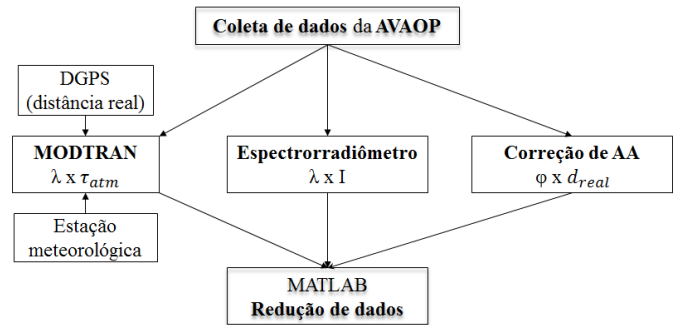 Coleta de dados da AVAOP
DGPS
(distância real)
MODTRAN
λ x τ_atm
Espectrorradiômetro
λ x I
Correção de AA
φ x d_real
Estação
meteorológica
MATLAB
Redução de dados